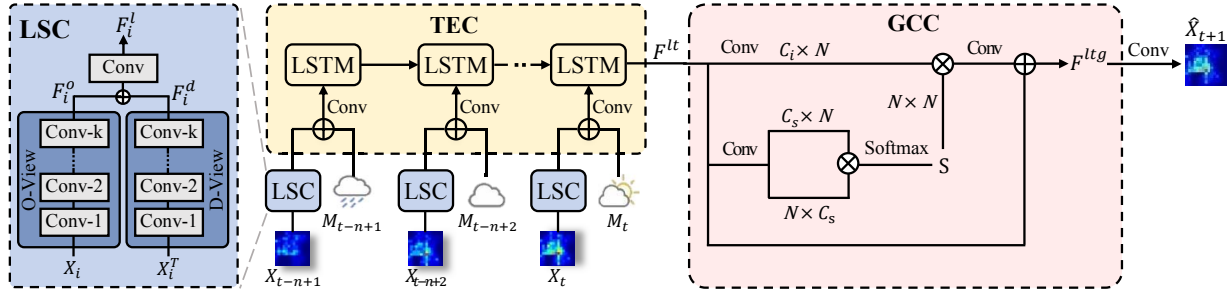 LSC
F_i^l
Conv
F_i^o
F_i^d
Conv-k
Conv-k
Conv-2
Conv-2
Conv-1
Conv-1
O-View
D-View
X_i
X_i^T
TEC
LSTM
LSTM
LSTM
Conv
Conv
Conv
LSC
LSC
LSC
M_{t-n+1}
M_{t-n+2}
M_t
X_{t-n+1}
X_{t-n+2}
X_t
F^{lt}
GCC
Conv
C_i × N
Conv
F^{ltg}
Conv
X̂_{t+1}
N × N
C_s × N
Conv
Softmax
S
N × C_s